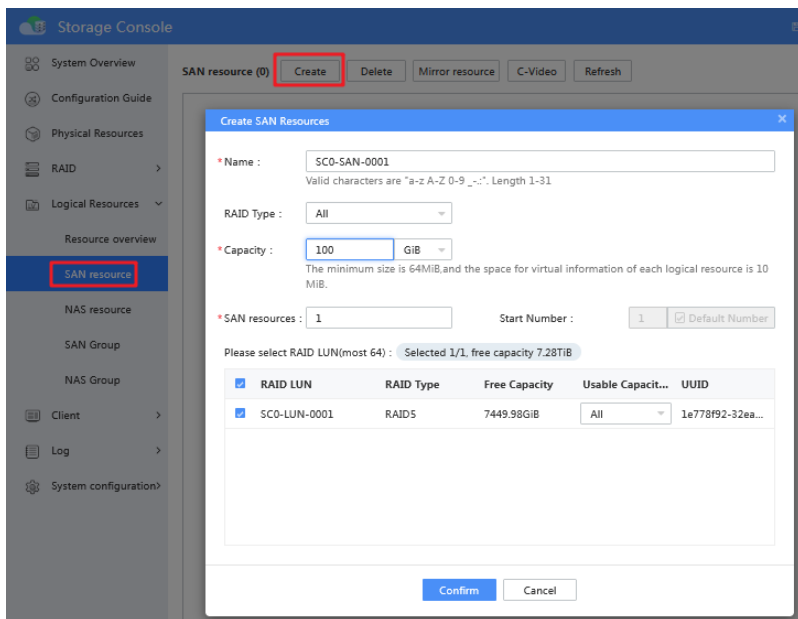 Storage Console
System Overview
Configuration Guide
Physical Resources
RAID
Logical Resources
Resource overview
SAN resource
NAS resource
SAN Group
NAS Group
Client
Log
System configuration
SAN resource (0) Create Delete Mirror resource C-Video Refresh
Create SAN Resources
* Name : SC0-SAN-0001
Valid characters are "a-z A-Z 0-9 _-.:". Length 1-31
RAID Type : All
* Capacity : 100 GiB
The minimum size is 64MiB,and the space for virtual information of each logical resource is 10
MiB.
* SAN resources : 1 Start Number : 1 Default Number
Please select RAID LUN(most 64) : Selected 1/1, free capacity 7.28TiB
RAID LUN RAID Type Free Capacity Usable Capacit... UUID
SC0-LUN-0001 RAID5 7449.98GiB All 1e778f92-32ea...
Confirm Cancel